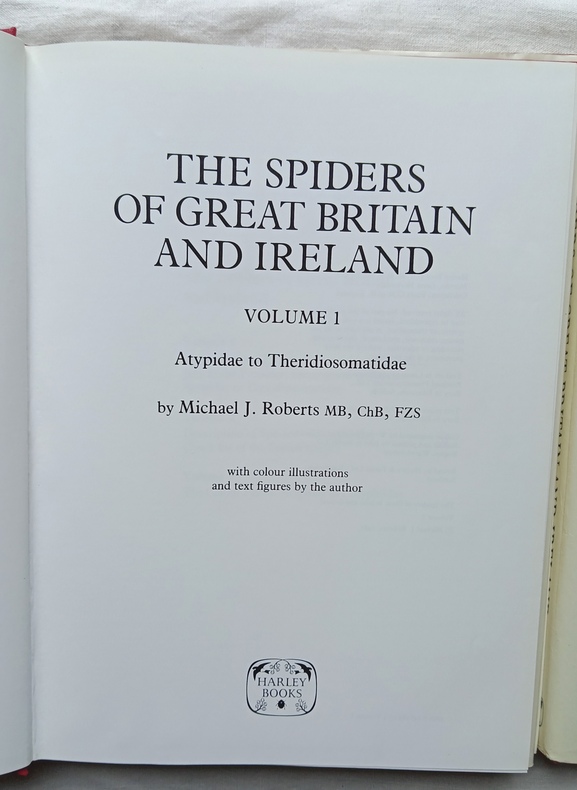 THE SPIDERS
OF GREAT BRITAIN
AND IRELAND
VOLUME 1
Atypidae to Theridiosomatidae
by Michael J. Roberts MB, ChB, FZS
with colour illustrations
and text figures by the author
HARLEY
BOOKS